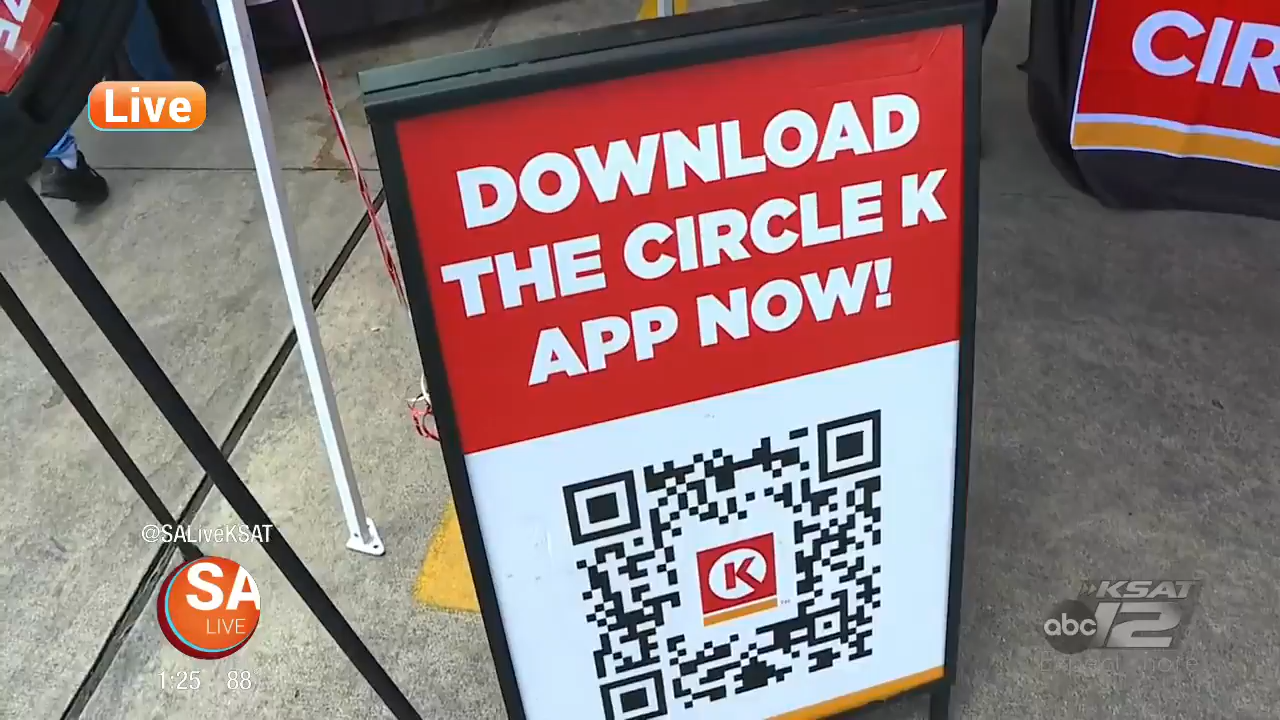 Live
CIR
DOWNLOAD
THE CIRCLE K
APP NOW!
K
@SALiveKSAT
SA
LIVE
1:25 88
KSAT
abc 12